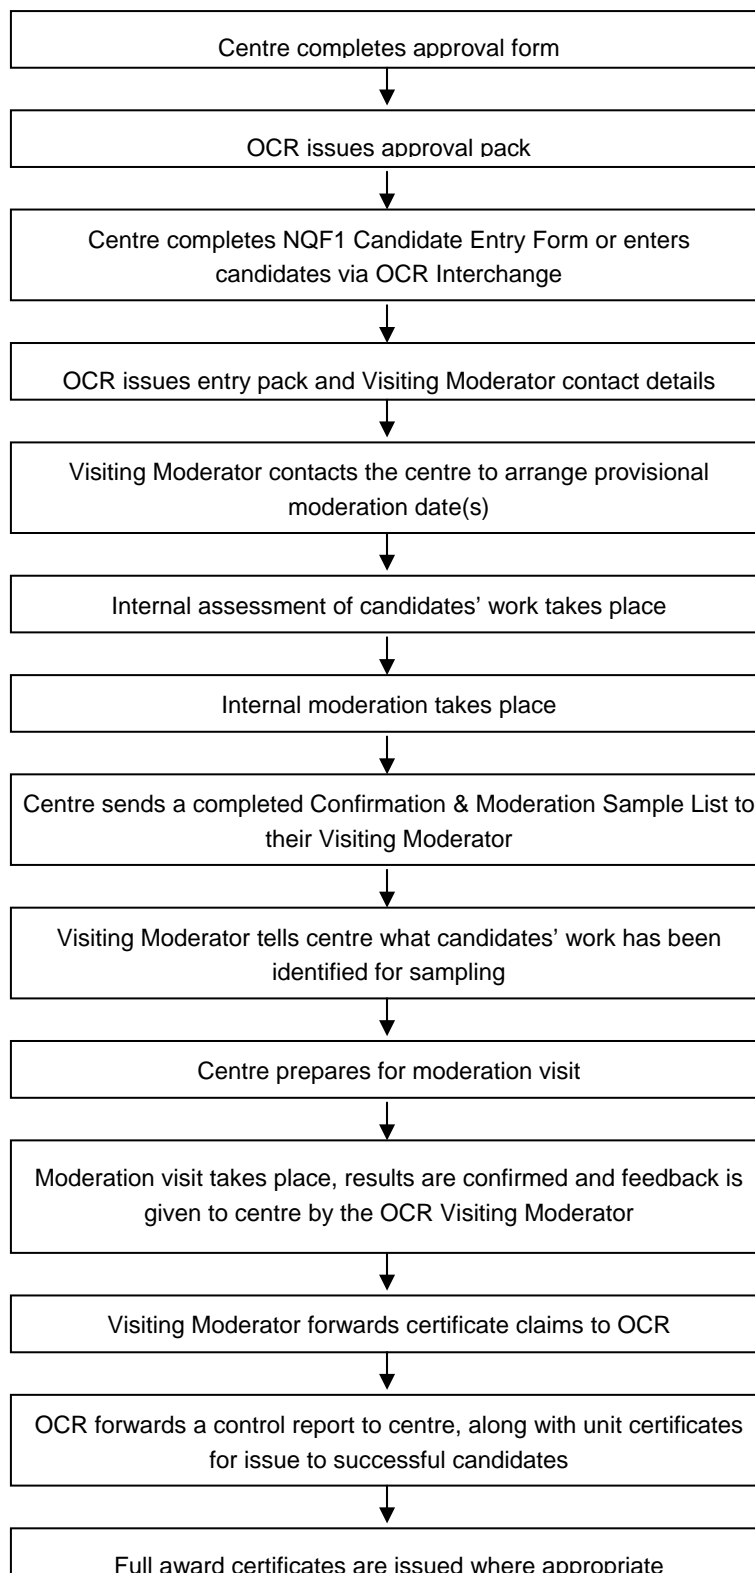 Centre completes approval form
OCR issues approval pack
Centre completes NQF1 Candidate Entry Form or enters
candidates via OCR Interchange
OCR issues entry pack and Visiting Moderator contact details
Visiting Moderator contacts the centre to arrange provisional
moderation date(s)
Internal assessment of candidates’ work takes place
Internal moderation takes place
Centre sends a completed Confirmation & Moderation Sample List to
their Visiting Moderator
Visiting Moderator tells centre what candidates’ work has been
identified for sampling
Centre prepares for moderation visit
Moderation visit takes place, results are confirmed and feedback is
given to centre by the OCR Visiting Moderator
Visiting Moderator forwards certificate claims to OCR
OCR forwards a control report to centre, along with unit certificates
for issue to successful candidates
Full award certificates are issued where appropriate